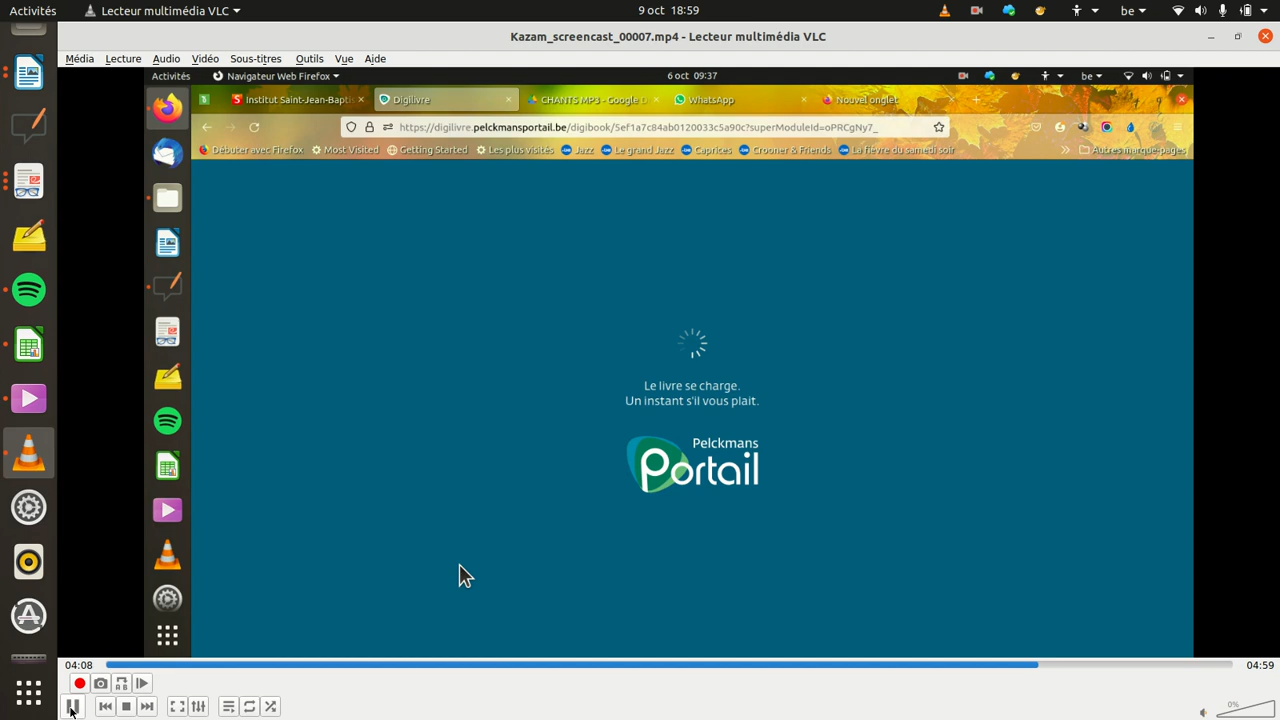 Activités Lecteur multimédia VLC 9 oct 18:59 be
Kazam_screencast_00007.mp4 - Lecteur multimédia VLC
Média Lecture Audio Vidéo Sous-titres Outils Vue Aide
Activités Navigateur Web Firefox 6 oct 09:37 be
Institut Saint-Jean-Bapti Digilivre CHANTS MP3 - Google D WhatsApp Nouvel onglet
https://digilivre.pelckmansportail.be/digibook/5ef1a7c84ab0120033c5a90c?superModuleId=oPRCgNy7_
Débuter avec Firefox Most Visited Getting Started Les plus visités Jazz Le grand Jazz Caprices Crooner & Friends La fièvre du samedi soir Autres marque-pages
Le livre se charge.
Un instant s'il vous plait.
Pelckmans
Portail
04:08 04:59
0%